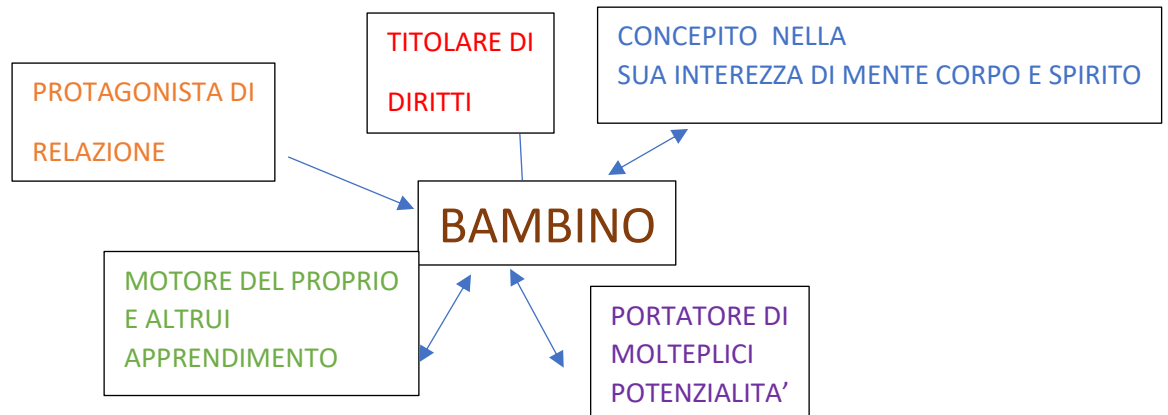 TITOLARE DI
DIRITTI
CONCEPITO NELLA
SUA INTEREZZA DI MENTE CORPO E SPIRITO
PROTAGONISTA DI
RELAZIONE
BAMBINO
MOTORE DEL PROPRIO
E ALTRUI
APPRENDIMENTO
PORTATORE DI
MOLTEPLICI
POTENZIALITA’